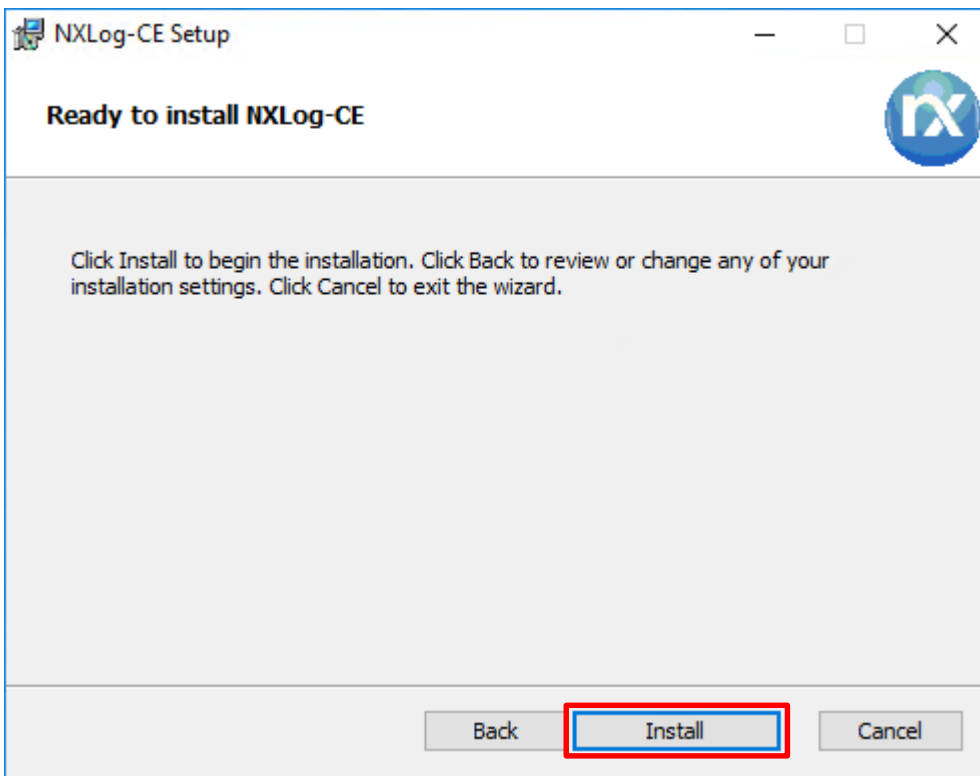 NXLog-CE Setup
Ready to install NXLog-CE
nx
Click Install to begin the installation. Click Back to review or change any of your
installation settings. Click Cancel to exit the wizard.
Back
Install
Cancel